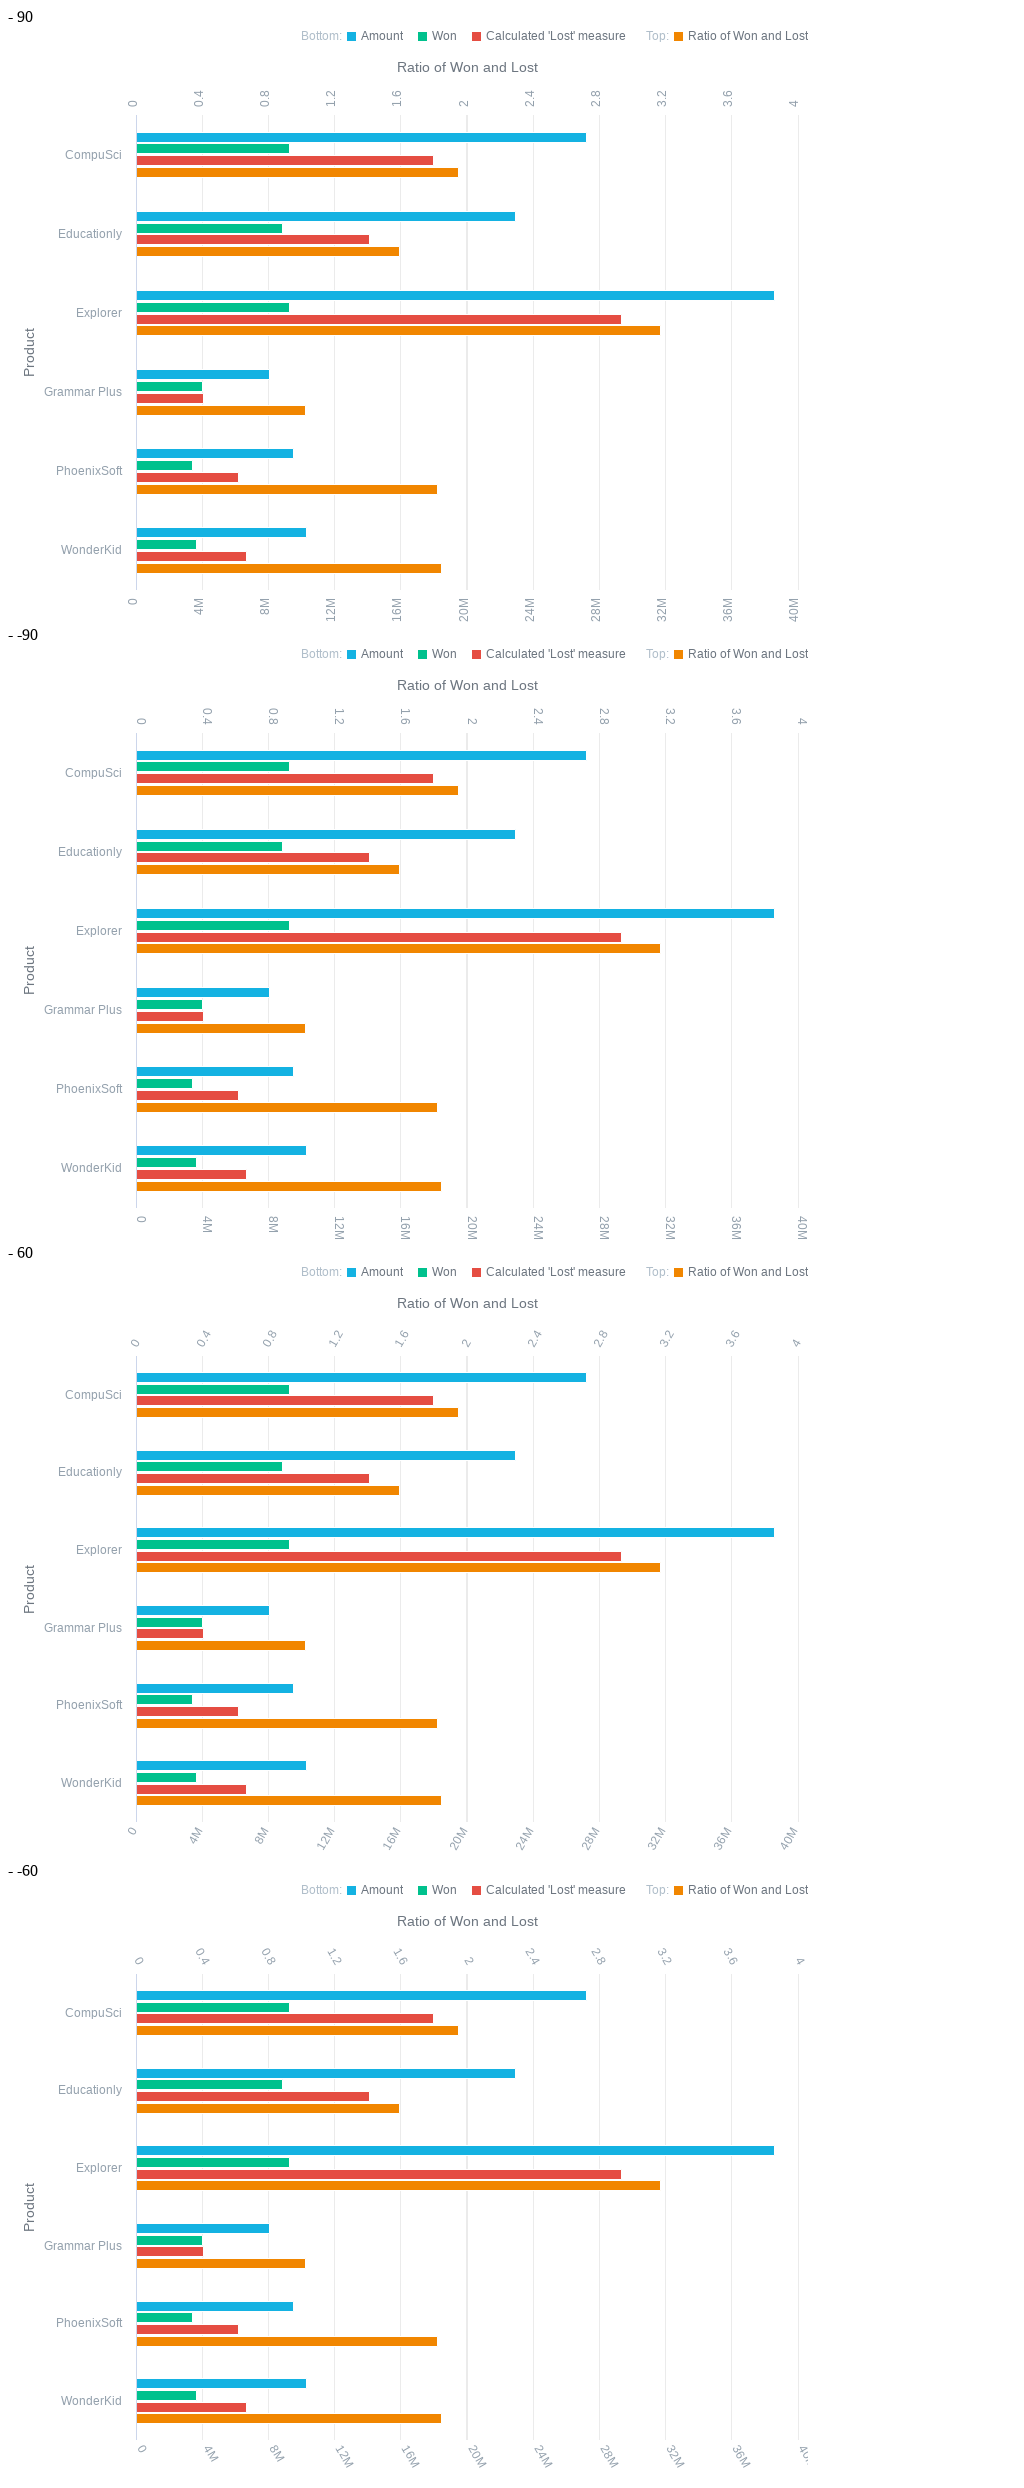 - 90
Bottom: Amount Won Calculated 'Lost' measure Top: Ratio of Won and Lost
Ratio of Won and Lost
0 0.4 0.8 1.2 1.6 2 2.4 2.8 3.2 3.6 4
CompuSci
Educationly
Explorer
Product
Grammar Plus
PhoenixSoft
WonderKid
0 4M 8M 12M 16M 20M 24M 28M 32M 36M 40M
- -90
Bottom: Amount Won Calculated 'Lost' measure Top: Ratio of Won and Lost
Ratio of Won and Lost
0 0.4 0.8 1.2 1.6 2 2.4 2.8 3.2 3.6 4
CompuSci
Educationly
Explorer
Product
Grammar Plus
PhoenixSoft
WonderKid
0 4M 8M 12M 16M 20M 24M 28M 32M 36M 40M
- 60
Bottom: Amount Won Calculated 'Lost' measure Top: Ratio of Won and Lost
Ratio of Won and Lost
0 0.4 0.8 1.2 1.6 2 2.4 2.8 3.2 3.6 4
CompuSci
Educationly
Explorer
Product
Grammar Plus
PhoenixSoft
WonderKid
0 4M 8M 12M 16M 20M 24M 28M 32M 36M 40M
- -60
Bottom: Amount Won Calculated 'Lost' measure Top: Ratio of Won and Lost
Ratio of Won and Lost
0 0.4 0.8 1.2 1.6 2 2.4 2.8 3.2 3.6 4
CompuSci
Educationly
Explorer
Product
Grammar Plus
PhoenixSoft
WonderKid
0 4M 8M 12M 16M 20M 24M 28M 32M 36M